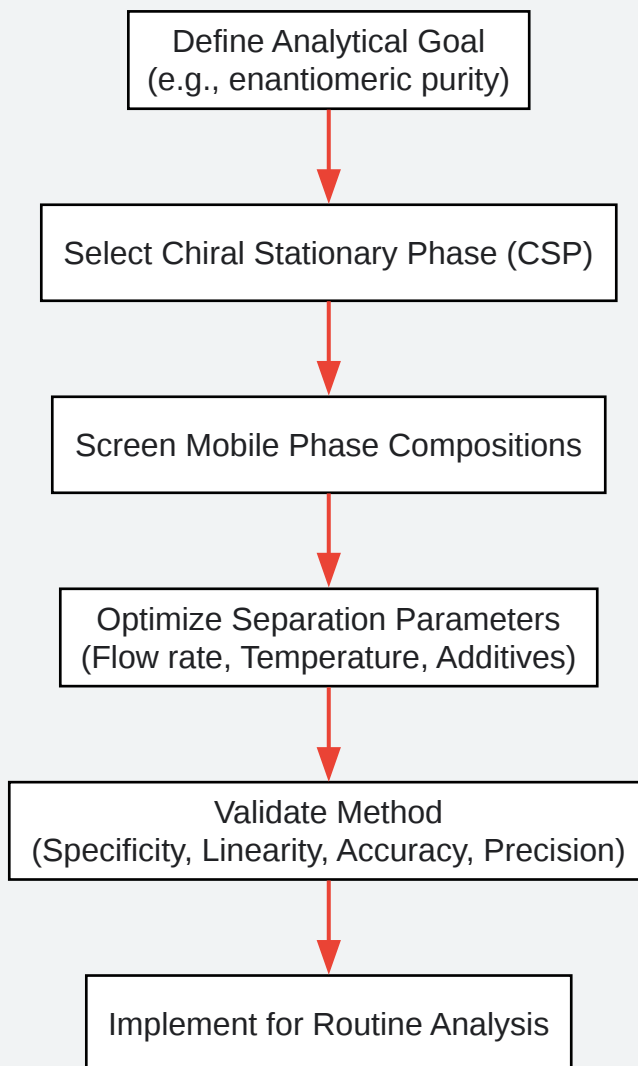 Define Analytical Goal
(e.g., enantiomeric purity)
Select Chiral Stationary Phase (CSP)
Screen Mobile Phase Compositions
Optimize Separation Parameters
(Flow rate, Temperature, Additives)
Validate Method
(Specificity, Linearity, Accuracy, Precision)
Implement for Routine Analysis